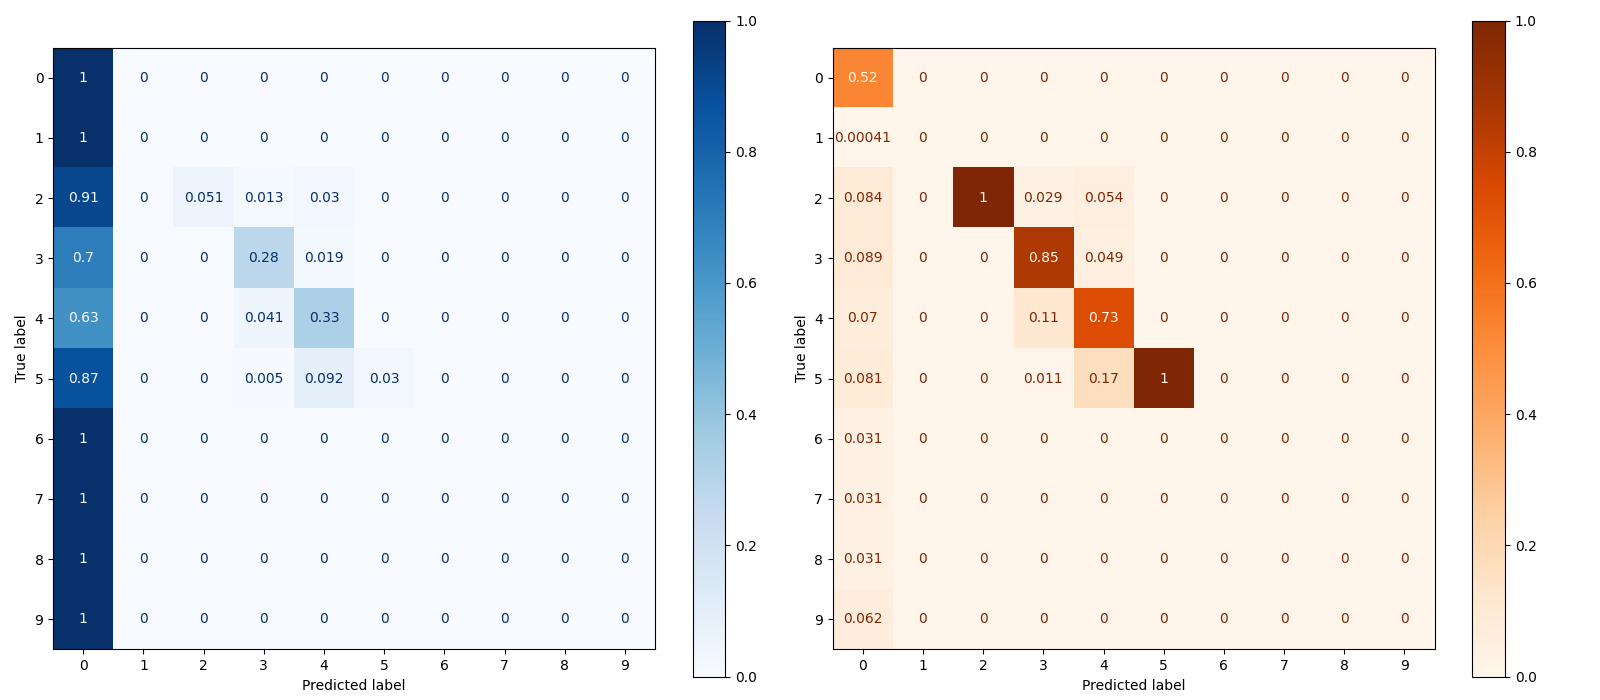 1.0
0 1 0 0 0 0 0 0 0 0 0
1 1 0 0 0 0 0 0 0 0 0
0.8
2 0.91 0 0.051 0.013 0.03 0 0 0 0 0
3 0.7 0 0 0.28 0.019 0 0 0 0 0
0.6
4 0.63 0 0 0.041 0.33 0 0 0 0 0
True label
5 0.87 0 0 0.005 0.092 0.03 0 0 0 0
0.4
6 1 0 0 0 0 0 0 0 0 0
7 1 0 0 0 0 0 0 0 0 0
0.2
8 1 0 0 0 0 0 0 0 0 0
9 1 0 0 0 0 0 0 0 0 0
0 1 2 3 4 5 6 7 8 9
0.0
Predicted label
1.0
0 0.52 0 0 0 0 0 0 0 0 0
1 0.00041 0 0 0 0 0 0 0 0 0
0.8
2 0.084 0 1 0.029 0.054 0 0 0 0 0
3 0.089 0 0 0.85 0.049 0 0 0 0 0
0.6
4 0.07 0 0 0.11 0.73 0 0 0 0 0
True label
5 0.081 0 0 0.011 0.17 1 0 0 0 0
0.4
6 0.031 0 0 0 0 0 0 0 0 0
7 0.031 0 0 0 0 0 0 0 0 0
0.2
8 0.031 0 0 0 0 0 0 0 0 0
9 0.062 0 0 0 0 0 0 0 0 0
0 1 2 3 4 5 6 7 8 9
0.0
Predicted label